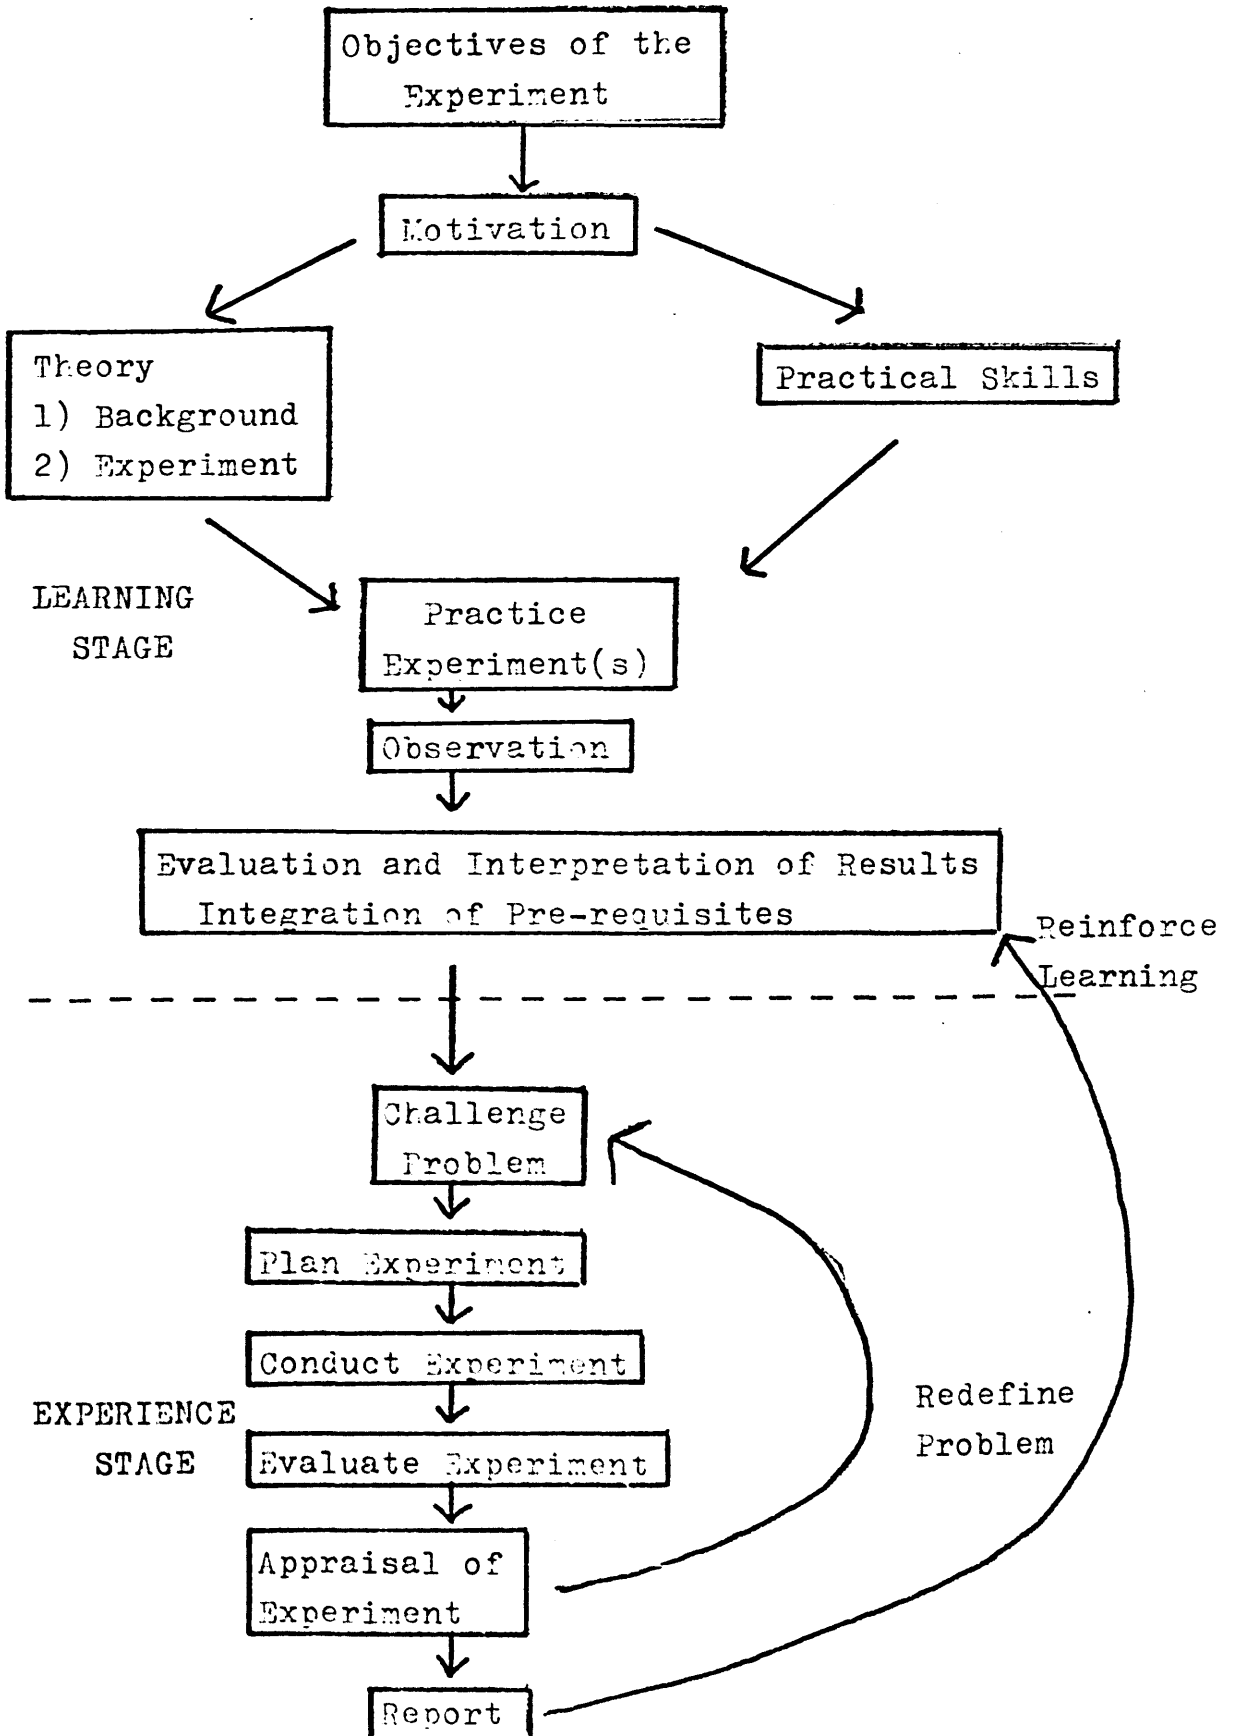 Objectives of the
Experiment
Motivation
Theory
1) Background
2) Experiment
Practical Skills
LEARNING
STAGE
Practice
Experiment(s)
Observation
Evaluation and Interpretation of Results
Integration of Pre-requisites
Reinforce
Learning
Challenge
Problem
Plan Experiment
Conduct Experiment
EXPERIENCE
STAGE
Evaluate Experiment
Redefine
Problem
Appraisal of
Experiment
Report